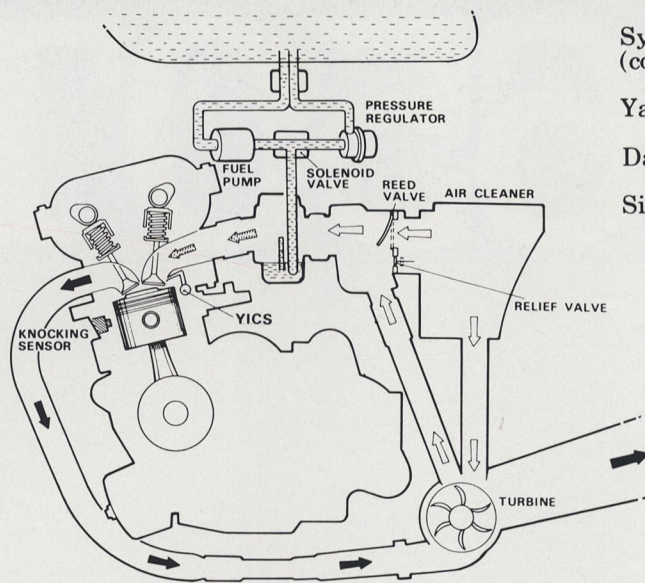 Sy
(co
Ya
Da
Si
PRESSURE
REGULATOR
FUEL
PUMP
SOLENOID
VALVE
REED
VALVE
AIR CLEANER
RELIEF VALVE
YICS
KNOCKING
SENSOR
TURBINE